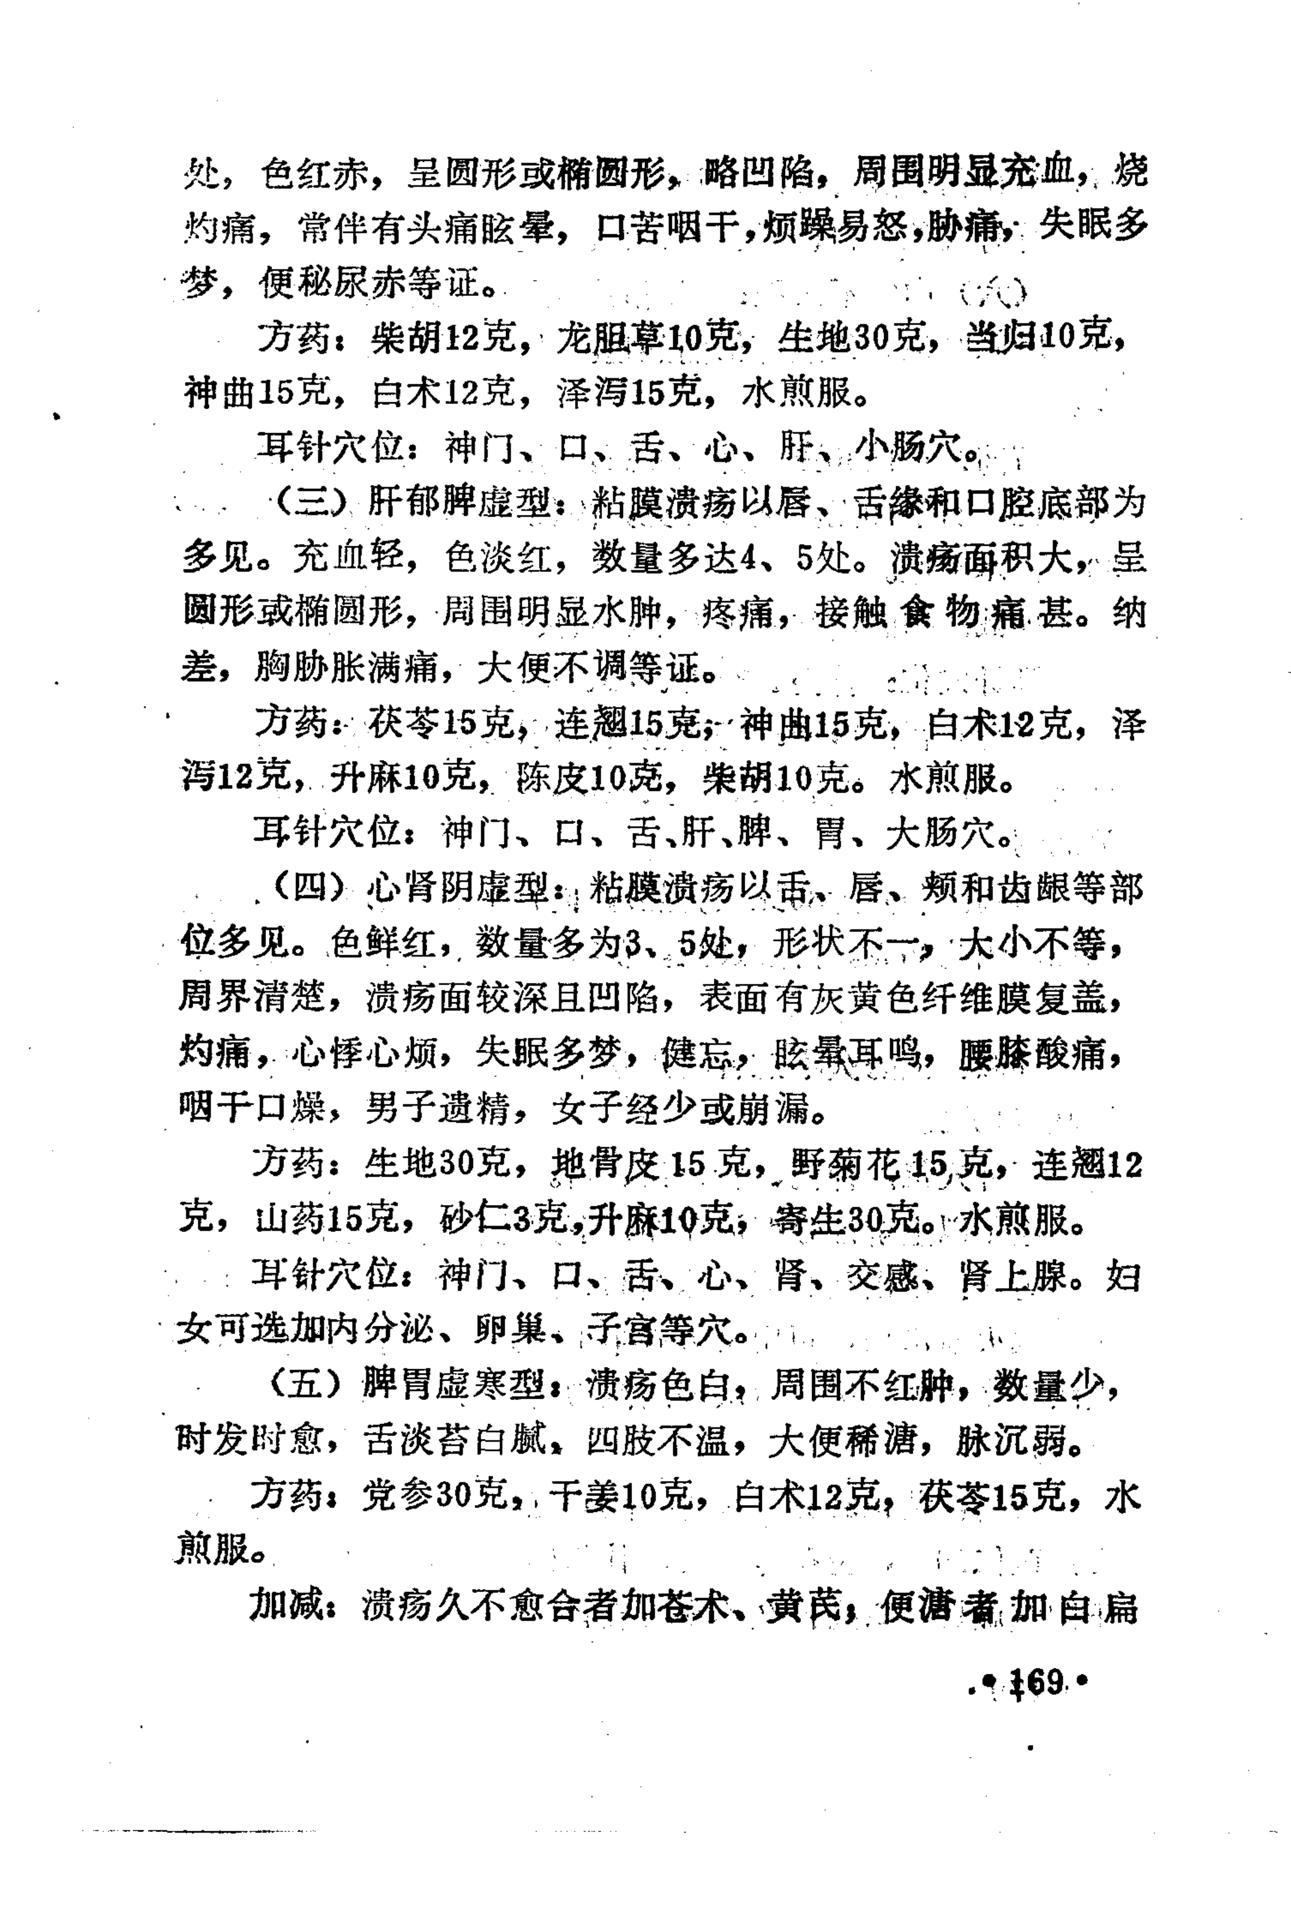 处，色红赤，呈圆形或椭圆形，略凹陷，周围明显充血，烧
灼痛，常伴有头痛眩晕，口苦咽干，烦躁易怒，胁痛，失眠多
梦，便秘尿赤等证。
方药：柴胡12克，龙胆草10克，生地30克，当归10克，
神曲15克，白术12克，泽泻15克，水煎服。
耳针穴位：神门、口、舌、心、肝、小肠穴。
（三）肝郁脾虚型：粘膜溃疡以唇、舌缘和口腔底部为
多见。充血轻，色淡红，数量多达4、5处。溃疡面积大，呈
圆形或椭圆形，周围明显水肿，疼痛，接触食物痛甚。纳
差，胸胁胀满痛，大便不调等证。
方药：茯苓15克，连翘15克；神曲15克，白术12克，泽
泻12克，升麻10克，陈皮10克，柴胡10克。水煎服。
耳针穴位：神门、口、舌、肝、脾、胃、大肠穴。
（四）心肾阴虚型：粘膜溃疡以舌、唇、颊和齿龈等部
位多见。色鲜红，数量多为3、5处，形状不一，大小不等，
周界清楚，溃疡面较深且凹陷，表面有灰黄色纤维膜复盖，
灼痛，心悸心烦，失眠多梦，健忘，眩晕耳鸣，腰膝酸痛，
咽干口燥，男子遗精，女子经少或崩漏。
方药：生地30克，地骨皮15克，野菊花15克，连翘12
克，山药15克，砂仁3克，升麻10克，寄生30克。水煎服。
耳针穴位：神门、口、舌、心、肾、交感、肾上腺。妇
女可选加内分泌、卵巢、子宫等穴。
（五）脾胃虚寒型：溃疡色白，周围不红肿，数量少，
时发时愈，舌淡苔白腻，四肢不温，大便稀溏，脉沉弱。
方药：党参30克，干姜10克，白术12克，茯苓15克，水
煎服。
加减：溃疡久不愈合者加苍术、黄芪，便溏者加白扁
•169•